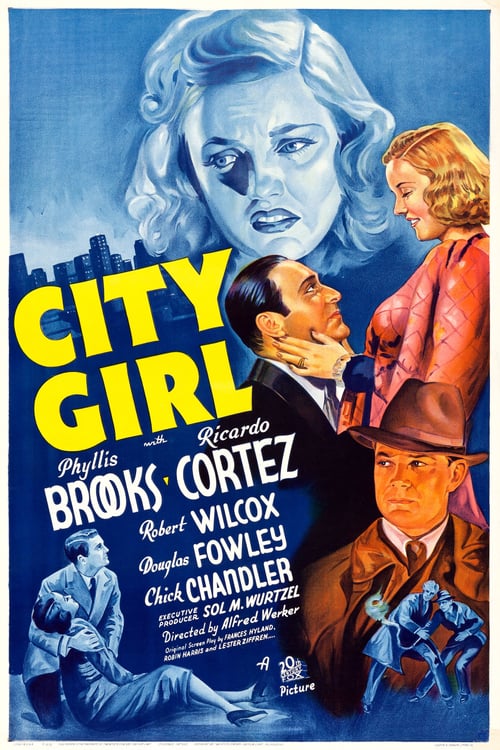 CITY
GIRL
with
Phyllis Ricardo
BROOKS · CORTEZ
Robert WILCOX
Douglas FOWLEY
Chick CHANDLER
EXECUTIVE PRODUCER SOL M. WURTZEL
Directed by Alfred Werker
Original Screen Play by FRANCES HYLAND,
ROBIN HARRIS and LESTER ZIFFREN....
A 20th CENTURY FOX
Picture